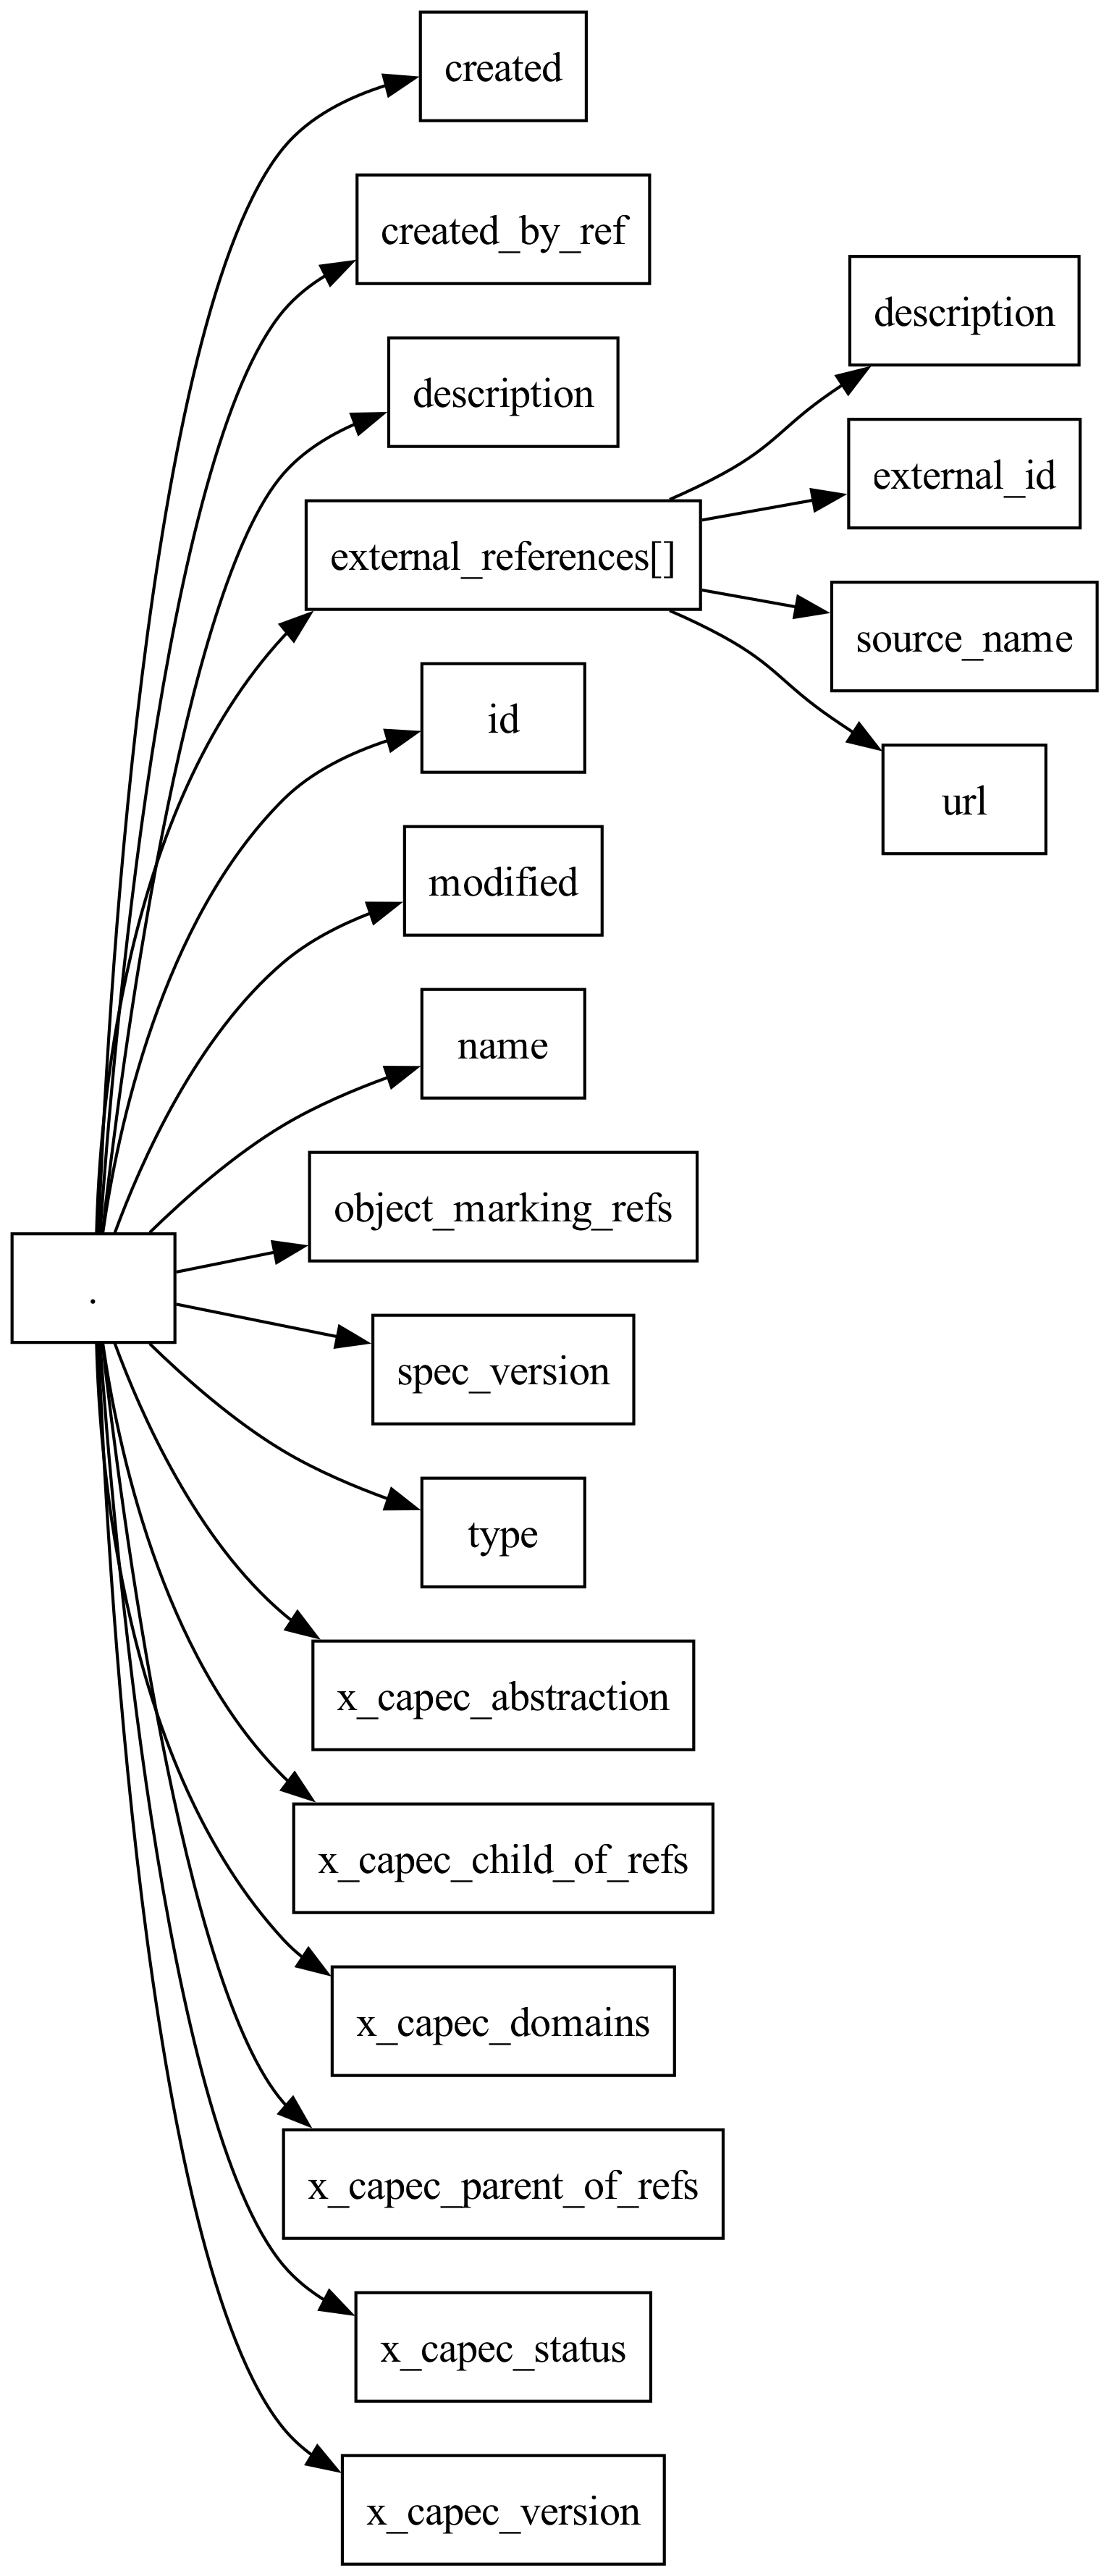 created
created_by_ref
description
description
external_id
external_references[]
source_name
id
url
modified
name
object_marking_refs
.
spec_version
type
x_capec_abstraction
x_capec_child_of_refs
x_capec_domains
x_capec_parent_of_refs
x_capec_status
x_capec_version